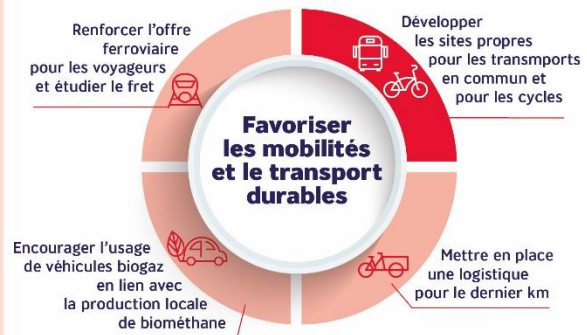 Renforcer l'offre
ferroviaire
pour les voyageurs
et étudier le fret
Développer
les sites propres
pour les transmports
en commun et
pour les cycles
Favoriser
les mobilités
et le transport
durables
Encourager l'usage
de véhicules biogaz
en lien avec
la production locale
de biométhane
Mettre en place
une logistique
pour le dernier km